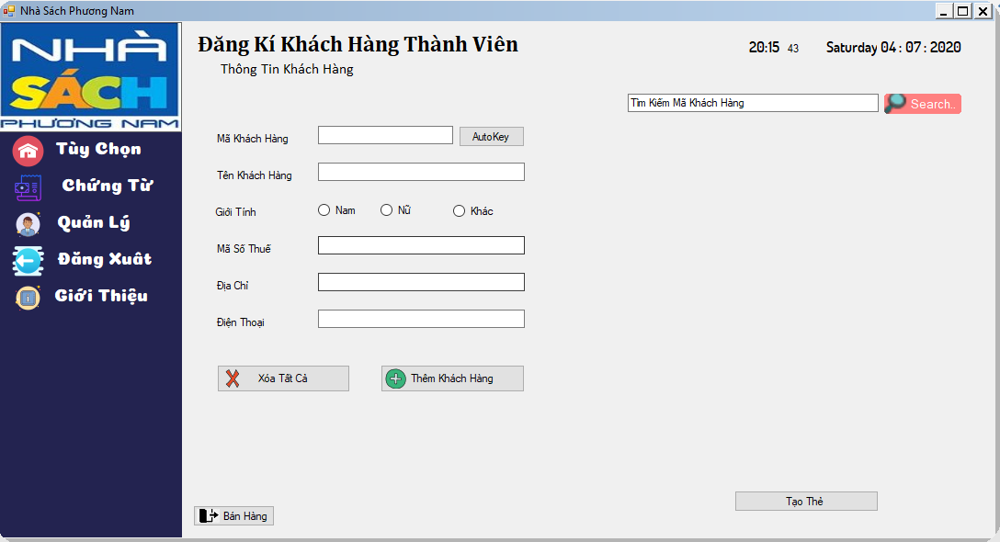 Nhà Sách Phương Nam
NHÀ
SÁCH
PHƯƠNG NAM
Tùy Chọn
Chứng Từ
Quản Lý
Đăng Xuât
Giới Thiệu
Đăng Kí Khách Hàng Thành Viên
Thông Tin Khách Hàng
20:15 43 Saturday 04 : 07 : 2020
Tìm Kiếm Mã Khách Hàng Search..
Mã Khách Hàng AutoKey
Tên Khách Hàng
Giới Tính Nam Nữ Khác
Mã Số Thuế
Địa Chỉ
Điện Thoại
Xóa Tất Cả Thêm Khách Hàng
Tạo Thẻ
Bán Hàng